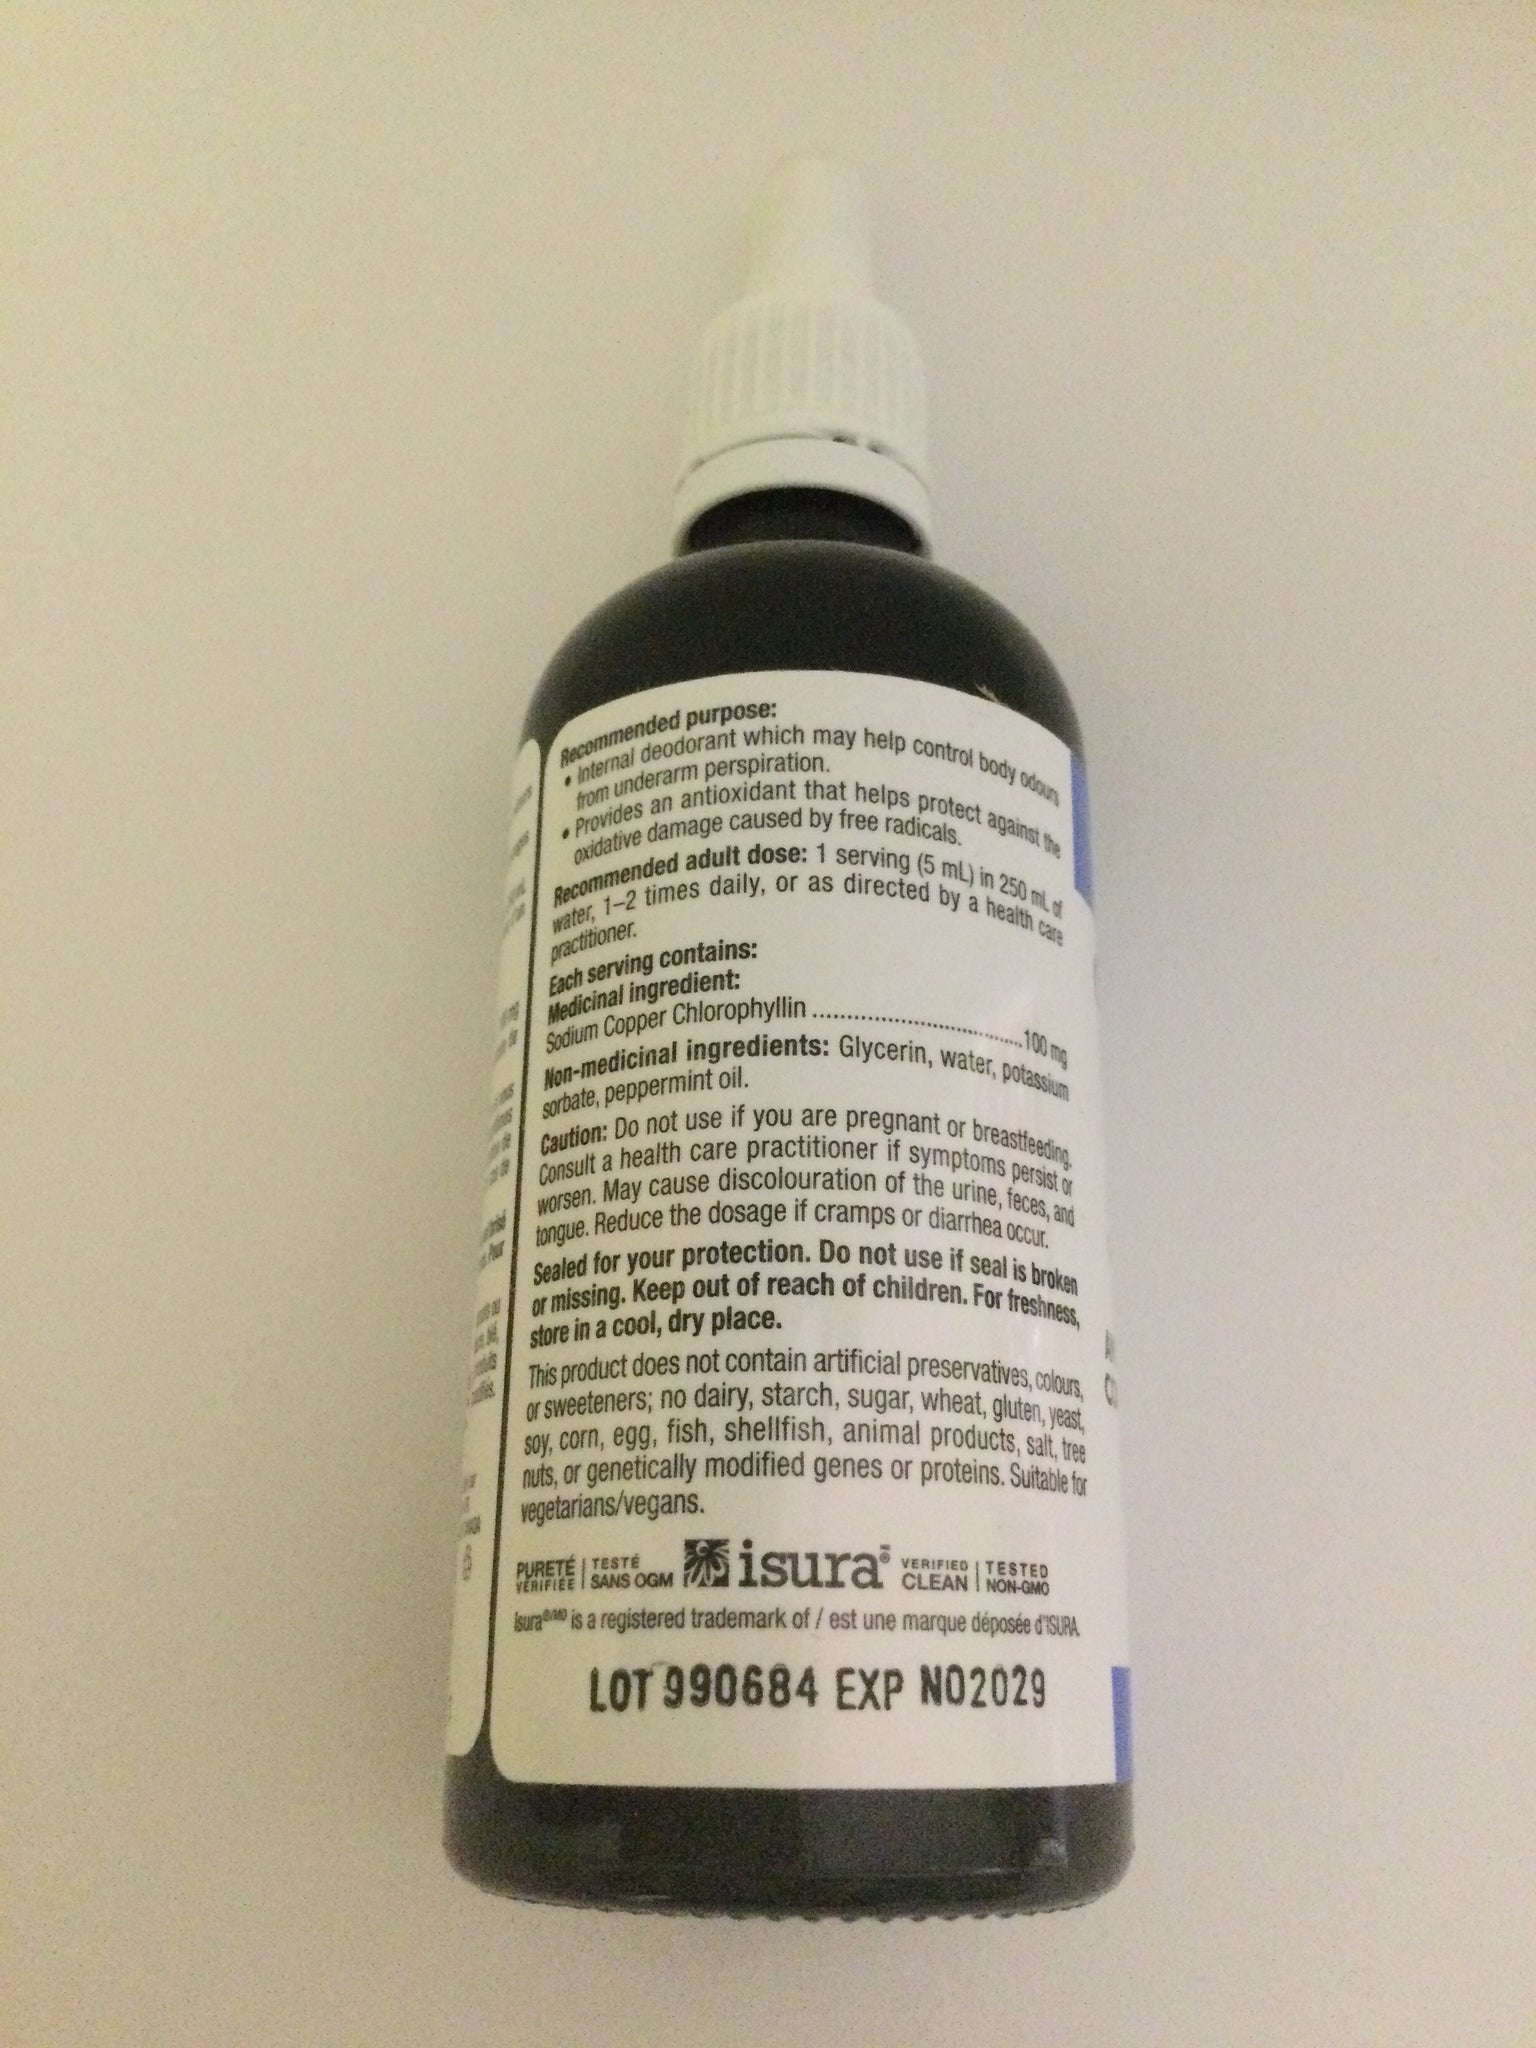 Recommended purpose:
• Internal deodorant which may help control body odours
from underarm perspiration.
• Provides an antioxidant that helps protect against the
oxidative damage caused by free radicals.
Recommended adult dose: 1 serving (5 mL) in 250 mL of
water, 1–2 times daily, or as directed by a health care
practitioner.
Each serving contains:
Medicinal ingredient:
Sodium Copper Chlorophyllin ................................ 100 mg
Non-medicinal ingredients: Glycerin, water, potassium
sorbate, peppermint oil.
Caution: Do not use if you are pregnant or breastfeeding.
Consult a health care practitioner if symptoms persist or
worsen. May cause discolouration of the urine, feces, and
tongue. Reduce the dosage if cramps or diarrhea occur.
Sealed for your protection. Do not use if seal is broken
or missing. Keep out of reach of children. For freshness,
store in a cool, dry place.
This product does not contain artificial preservatives, colours,
or sweeteners; no dairy, starch, sugar, wheat, gluten, yeast,
soy, corn, egg, fish, shellfish, animal products, salt, tree
nuts, or genetically modified genes or proteins. Suitable for
vegetarians/vegans.
PURETÉ VÉRIFIÉE | TESTÉ SANS OGM isura® VERIFIED CLEAN | TESTED NON-GMO
Isura®/MD is a registered trademark of / est une marque déposée d'ISURA.
LOT 990684 EXP NO2029